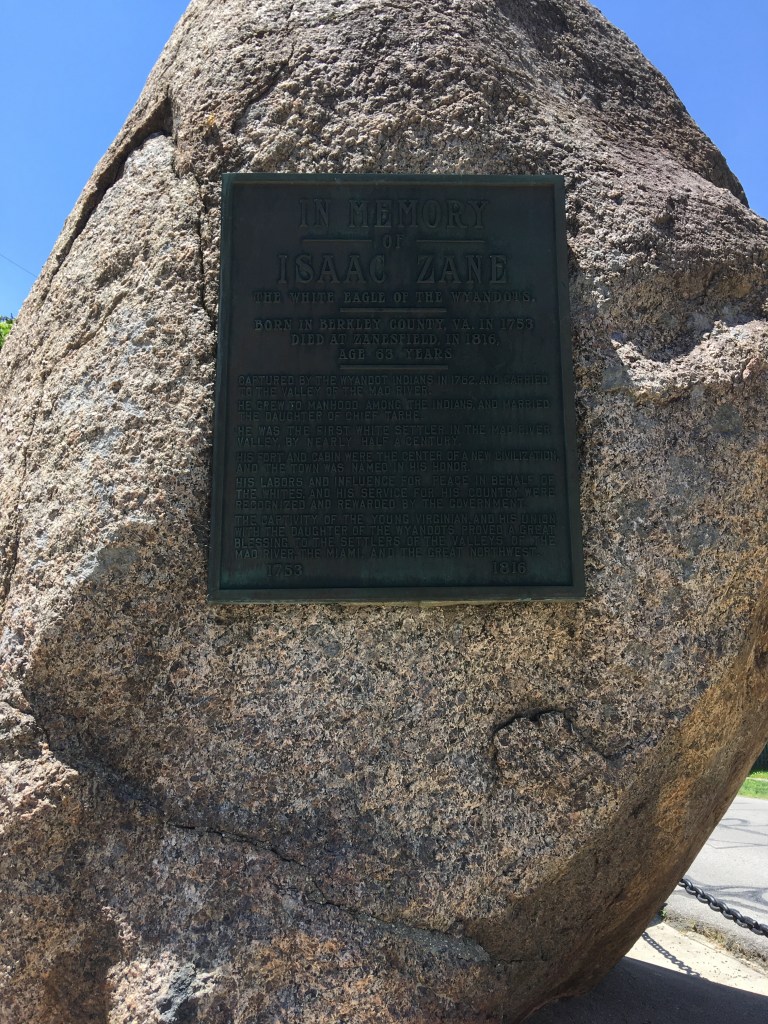 IN MEMORY
OF
ISAAC ZANE
THE WHITE EAGLE OF THE WYANDOTS.
BORN IN BERKLEY COUNTY, VA. IN 1753
DIED AT ZANESFIELD, IN 1816,
AGE 63 YEARS
CAPTURED BY THE WYANDOT INDIANS IN 1762 AND CARRIED
TO THE VALLEY OF THE MAD RIVER.
HE GREW TO MANHOOD AMONG THE INDIANS, AND MARRIED
THE DAUGHTER OF CHIEF TARHE.
HE WAS THE FIRST WHITE SETTLER IN THE MAD RIVER
VALLEY BY NEARLY HALF A CENTURY.
HIS FORT AND CABIN WERE THE CENTER OF A NEW CIVILIZATION,
AND THE TOWN WAS NAMED IN HIS HONOR.
HIS LABORS AND INFLUENCE FOR PEACE IN BEHALF OF
THE WHITES, AND HIS SERVICE FOR HIS COUNTRY, WERE
RECOGNIZED AND REWARDED BY THE GOVERNMENT.
THE CAPTIVITY OF THE YOUNG VIRGINIAN, AND HIS UNION
WITH THE DAUGHTER OF THE WYANDOT CHIEF, BROUGHT
BLESSING TO THE SETTLERS OF THE VALLEYS OF THE
MAD RIVER, THE MIAMI, AND THE GREAT NORTHWEST.
1753 1816